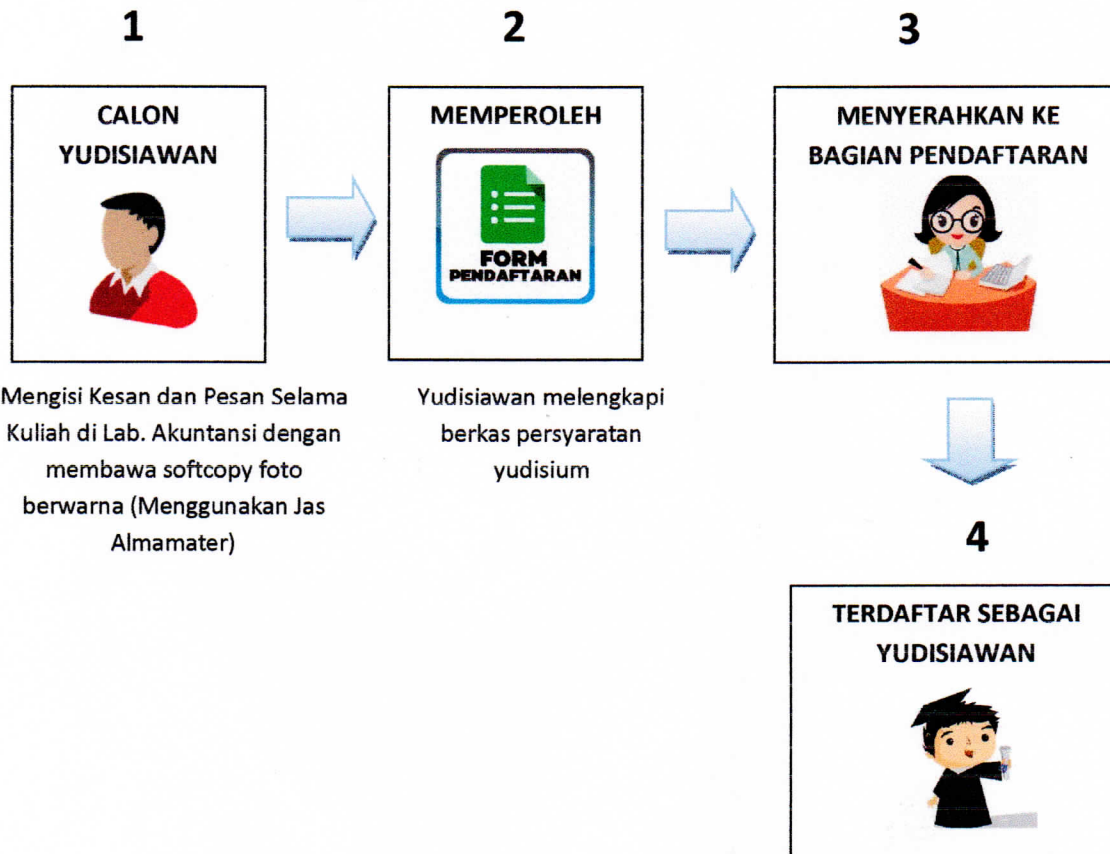 1
CALON
YUDISIAWAN
Mengisi Kesan dan Pesan Selama
Kuliah di Lab. Akuntansi dengan
membawa softcopy foto
berwarna (Menggunakan Jas
Almamater)
2
MEMPEROLEH
FORM
PENDAFTARAN
Yudisiawan melengkapi
berkas persyaratan
yudisium
3
MENYERAHKAN KE
BAGIAN PENDAFTARAN
4
TERDAFTAR SEBAGAI
YUDISIAWAN